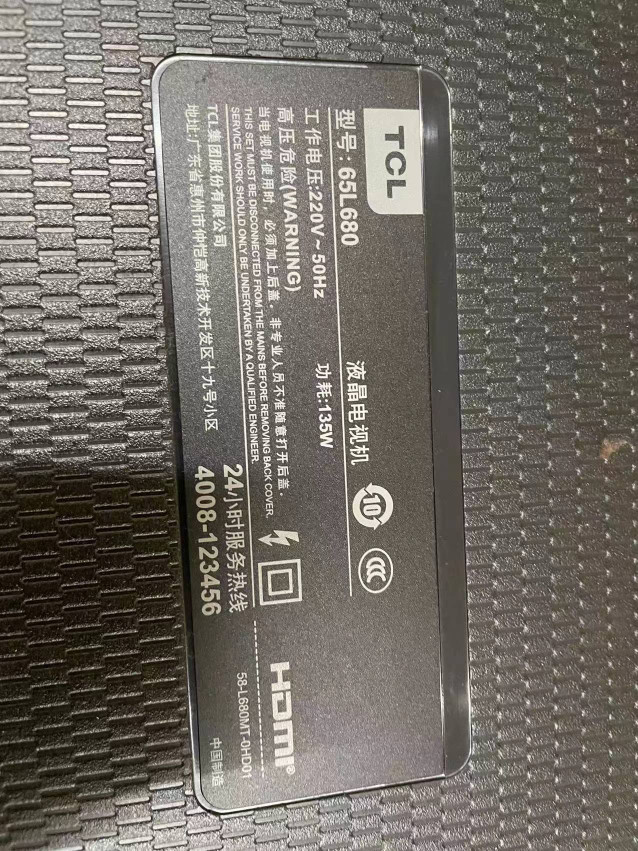 TCL
型号: 65L680 液晶电视机
工作电压:220V~50Hz 功耗:135W
高压危险(WARNING)
当电视机使用时,必须加上后盖。非专业人员不准随意打开后盖。
THIS SET MUST BE DISCONNECTED FROM THE MAINS BEFORE REMOVING BACK COVER.
SERVICE WORK SHOULD ONLY BE UNDERTAKEN BY A QUALIFIED ENGINEER.
TCL集团股份有限公司
地址:广东省惠州市仲恺高新技术开发区十九号小区
10
CCC
24小时服务热线
4008-123456
HDMI®
58-L680MT-0HD01
中国制造